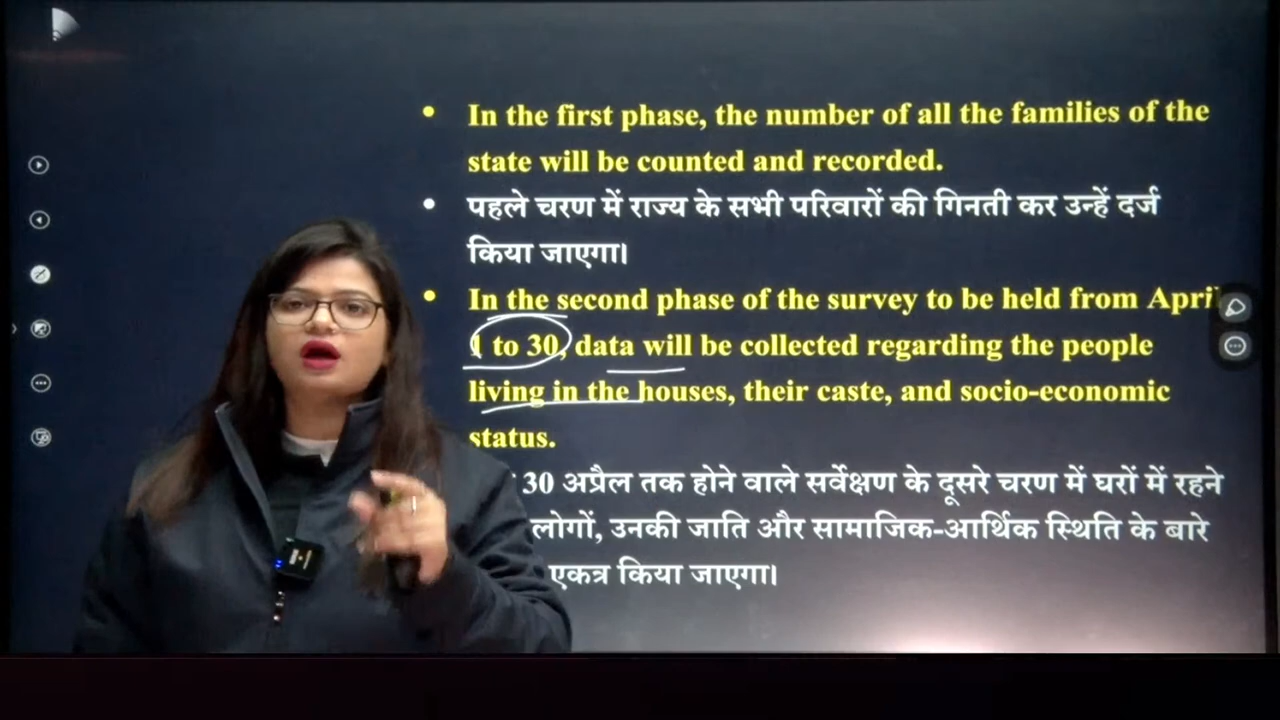 In the first phase, the number of all the families of the
state will be counted and recorded.
पहले चरण में राज्य के सभी परिवारों की गिनती कर उन्हें दर्ज
किया जाएगा।
In the second phase of the survey to be held from April
1 to 30, data will be collected regarding the people
living in the houses, their caste, and socio-economic
status.
30 अप्रैल तक होने वाले सर्वेक्षण के दूसरे चरण में घरों में रहने
लोगों, उनकी जाति और सामाजिक-आर्थिक स्थिति के बारे
एकत्र किया जाएगा।